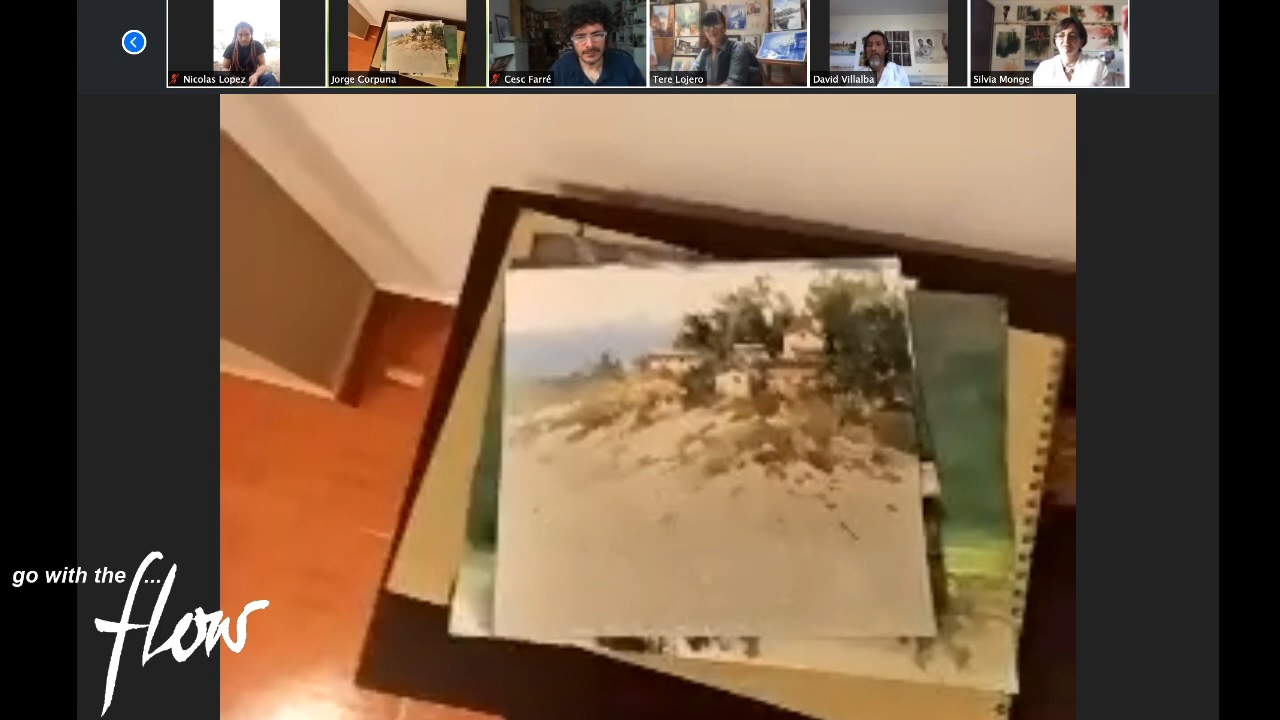 Nicolas Lopez
Jorge Corpuna
Cesc Farré
Tere Lojero
David Villalba
Silvia Monge
go with the ...
flow